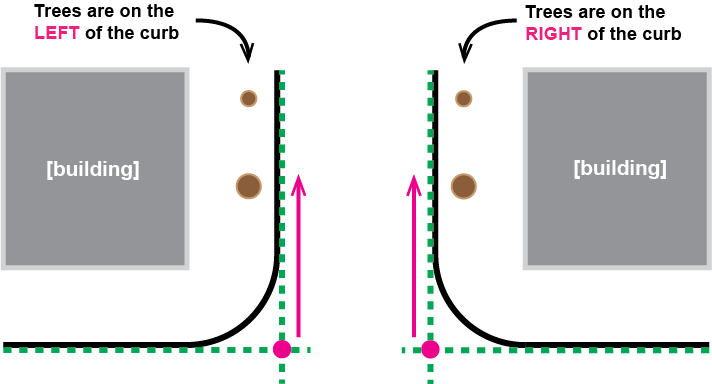 Trees are on the
LEFT of the curb
Trees are on the
RIGHT of the curb
[building]
[building]